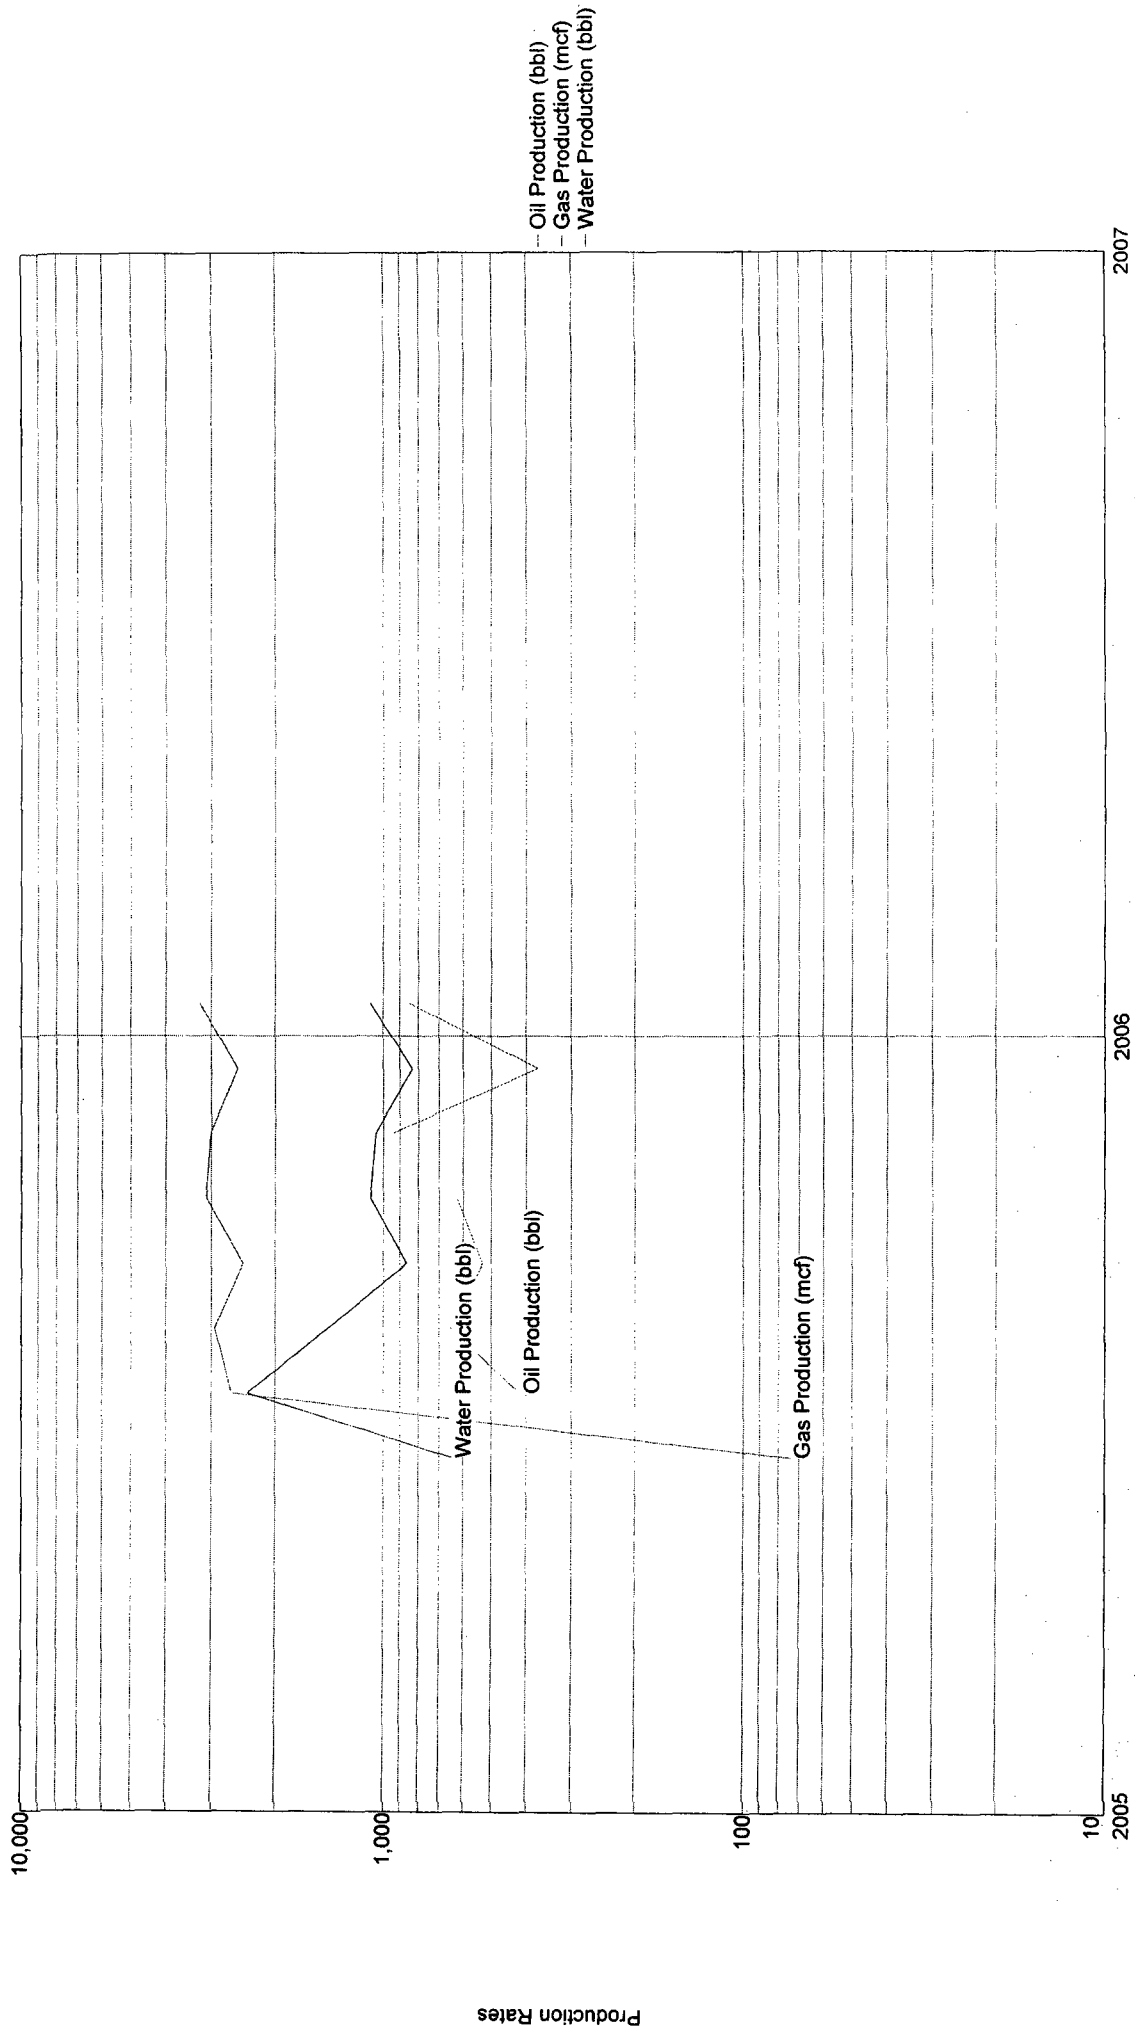 Production Rates
10,000
1,000
100
10
2005
2006
2007
Water Production (bbl)
Oil Production (bbl)
Gas Production (mcf)
Oil Production (bbl)
Gas Production (mcf)
Water Production (bbl)